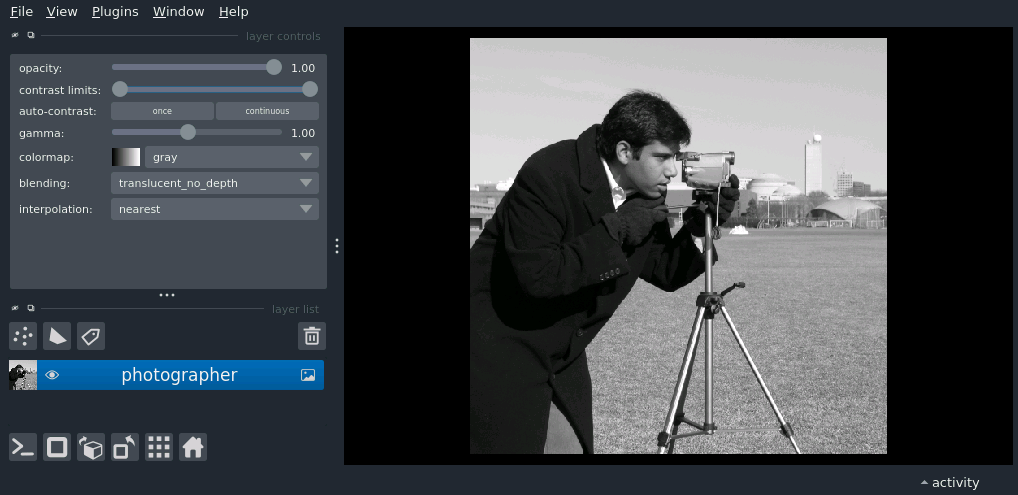 File View Plugins Window Help
layer controls
opacity: 1.00
contrast limits:
auto-contrast: once continuous
gamma: 1.00
colormap: gray
blending: translucent_no_depth
interpolation: nearest
layer list
photographer
activity